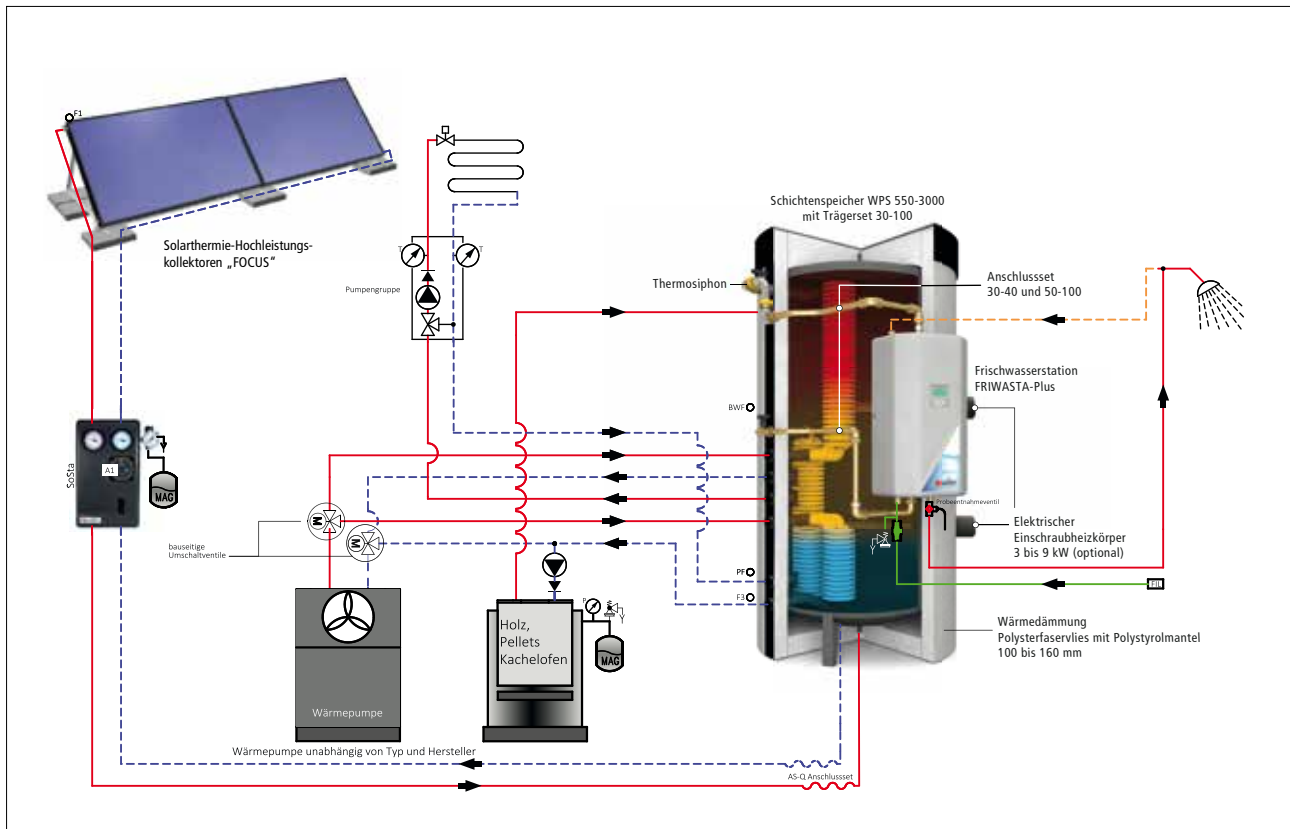 F1
Solarthermie-Hochleistungs-
kollektoren „FOCUS"
T
T
Pumpengruppe
Schichtenspeicher WPS 550-3000
mit Trägerset 30-100
Thermosiphon
Anschlussset
30-40 und 50-100
Frischwasserstation
FRIWASTA-Plus
BWF
SoSta
A1
MAG
M
M
bauseitige
Umschaltventile
Probeentnahmeventil
Elektrischer
Einschraubheizkörper
3 bis 9 kW (optional)
PF
F3
FIL
P
Holz,
Pellets
Kachelofen
MAG
Wärmedämmung
Polysterfaservlies mit Polystyrolmantel
100 bis 160 mm
Wärmepumpe
Wärmepumpe unabhängig von Typ und Hersteller
AS-Q Anschlussset